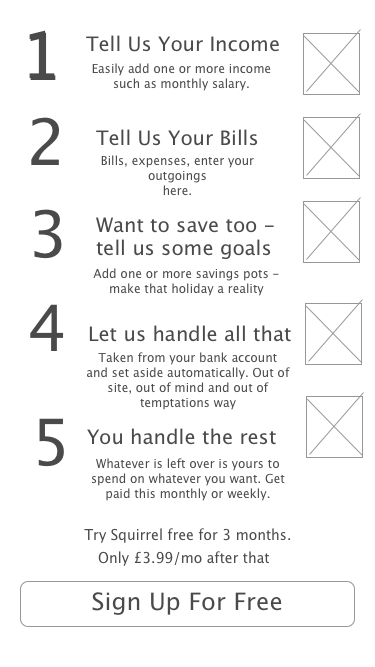 1
Tell Us Your Income
Easily add one or more income
such as monthly salary.
2
Tell Us Your Bills
Bills, expenses, enter your
outgoings
here.
3
Want to save too –
tell us some goals
Add one or more savings pots –
make that holiday a reality
4
Let us handle all that
Taken from your bank account
and set aside automatically. Out of
site, out of mind and out of
temptations way
5
You handle the rest
Whatever is left over is yours to
spend on whatever you want. Get
paid this monthly or weekly.
Try Squirrel free for 3 months.
Only £3.99/mo after that
Sign Up For Free